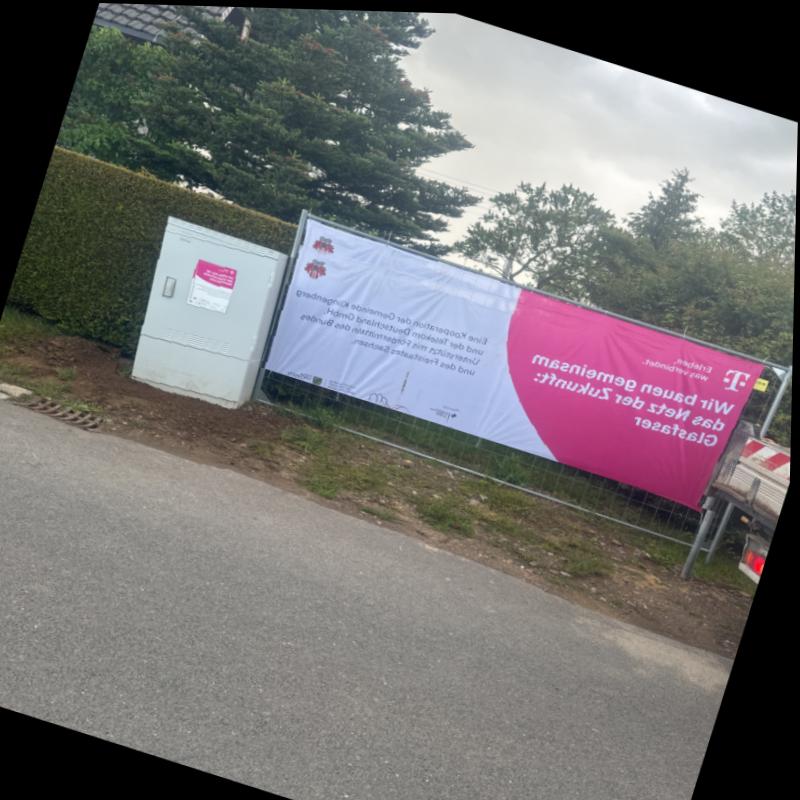 T
Erleben,
was verbindet.
Wir bauen gemeinsam
das Netz der Zukunft:
Glasfaser
Eine Kooperation der Gemeinde Klingenberg
und der Telekom Deutschland GmbH.
Unterstützt mit Fördermitteln des Bundes
und des Freistaates Sachsen.